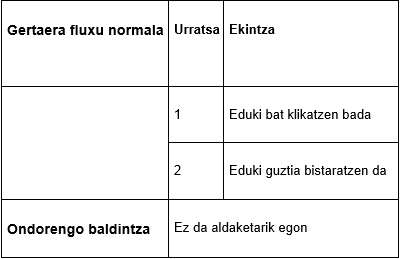 Gertaera fluxu normala Urratsa Ekintza
1 Eduki bat klikatzen bada
2 Eduki guztia bistaratzen da
Ondorengo baldintza Ez da aldaketarik egon